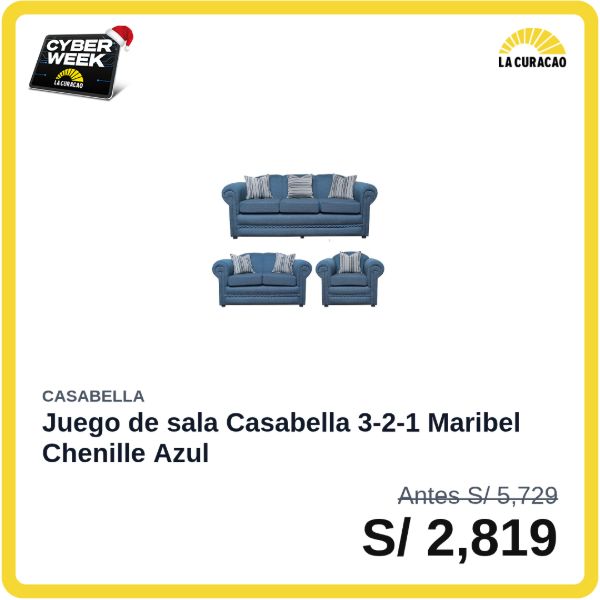 CYBER
WEEK
LA CURACAO
LA CURACAO
CASABELLA
Juego de sala Casabella 3-2-1 Maribel
Chenille Azul
Antes S/ 5,729
S/ 2,819